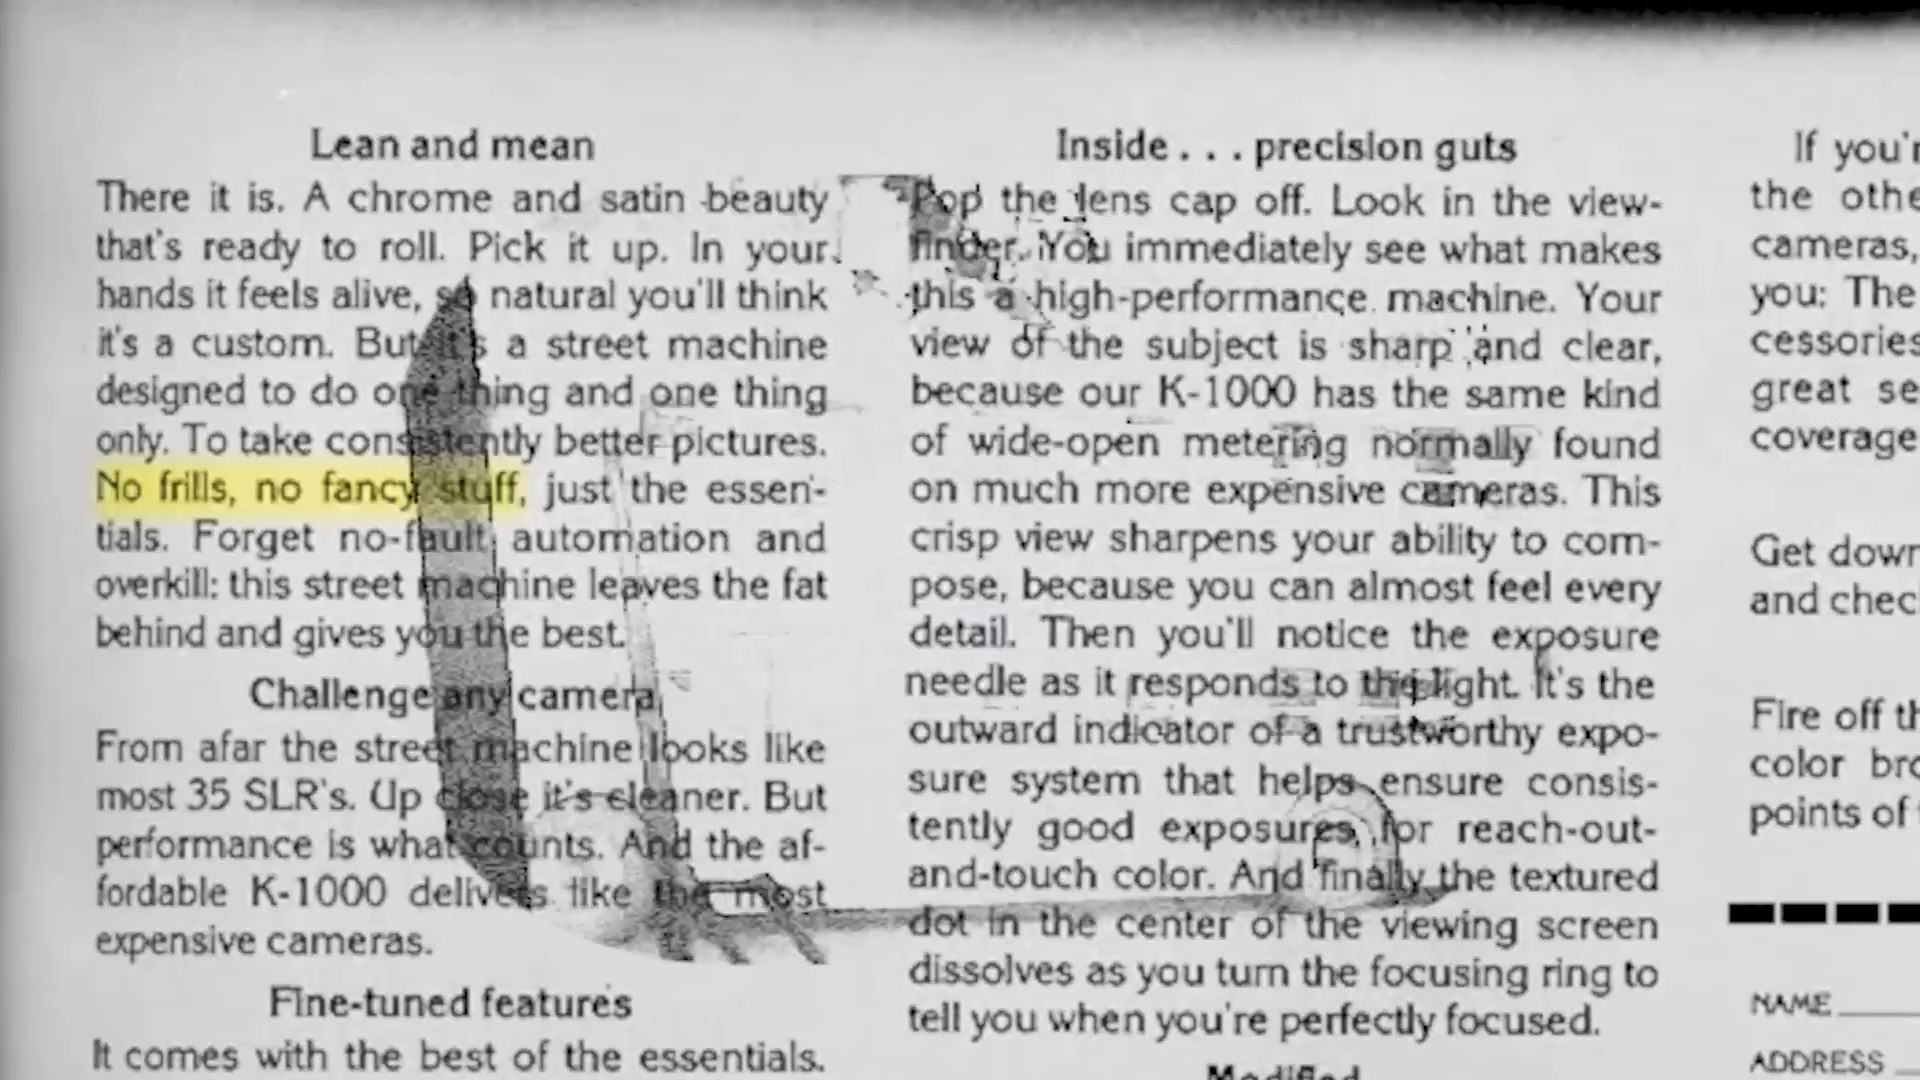 Lean and mean
There it is. A chrome and satin beauty
that's ready to roll. Pick it up. In your
hands it feels alive, so natural you'll think
it's a custom. But it's a street machine
designed to do one thing and one thing
only. To take consistently better pictures.
No frills, no fancy stuff, just the essen-
tials. Forget no-fault automation and
overkill: this street machine leaves the fat
behind and gives you the best.
Challenge any camera
From afar the street machine looks like
most 35 SLR's. Up close it's cleaner. But
performance is what counts. And the af-
fordable K-1000 delivers like the most
expensive cameras.
Fine-tuned features
It comes with the best of the essentials.
Inside . . . precision guts
Pop the lens cap off. Look in the view-
finder. You immediately see what makes
this a high-performance machine. Your
view of the subject is sharp and clear,
because our K-1000 has the same kind
of wide-open metering normally found
on much more expensive cameras. This
crisp view sharpens your ability to com-
pose, because you can almost feel every
detail. Then you'll notice the exposure
needle as it responds to the light. It's the
outward indicator of a trustworthy expo-
sure system that helps ensure consis-
tently good exposures, for reach-out-
and-touch color. And finally the textured
dot in the center of the viewing screen
dissolves as you turn the focusing ring to
tell you when you're perfectly focused.
Modified
If you'r
the othe
cameras,
you: The
cessories
great se
coverage
Get down
and chec
Fire off th
color bro
points of
NAME
ADDRESS